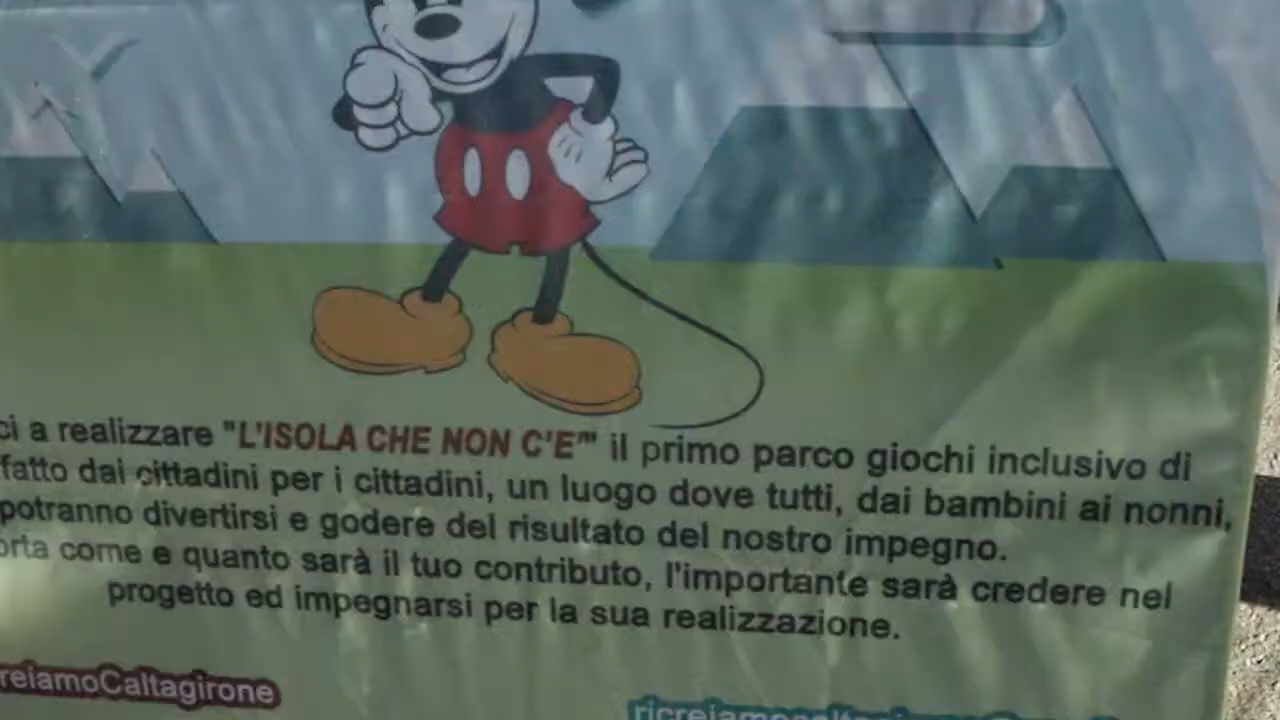 ci a realizzare "L'ISOLA CHE NON C'E'" il primo parco giochi inclusivo di
fatto dai cittadini per i cittadini, un luogo dove tutti, dai bambini ai nonni,
potranno divertirsi e godere del risultato del nostro impegno.
orta come e quanto sarà il tuo contributo, l'importante sarà credere nel
progetto ed impegnarsi per la sua realizzazione.
reiamoCaltagirone